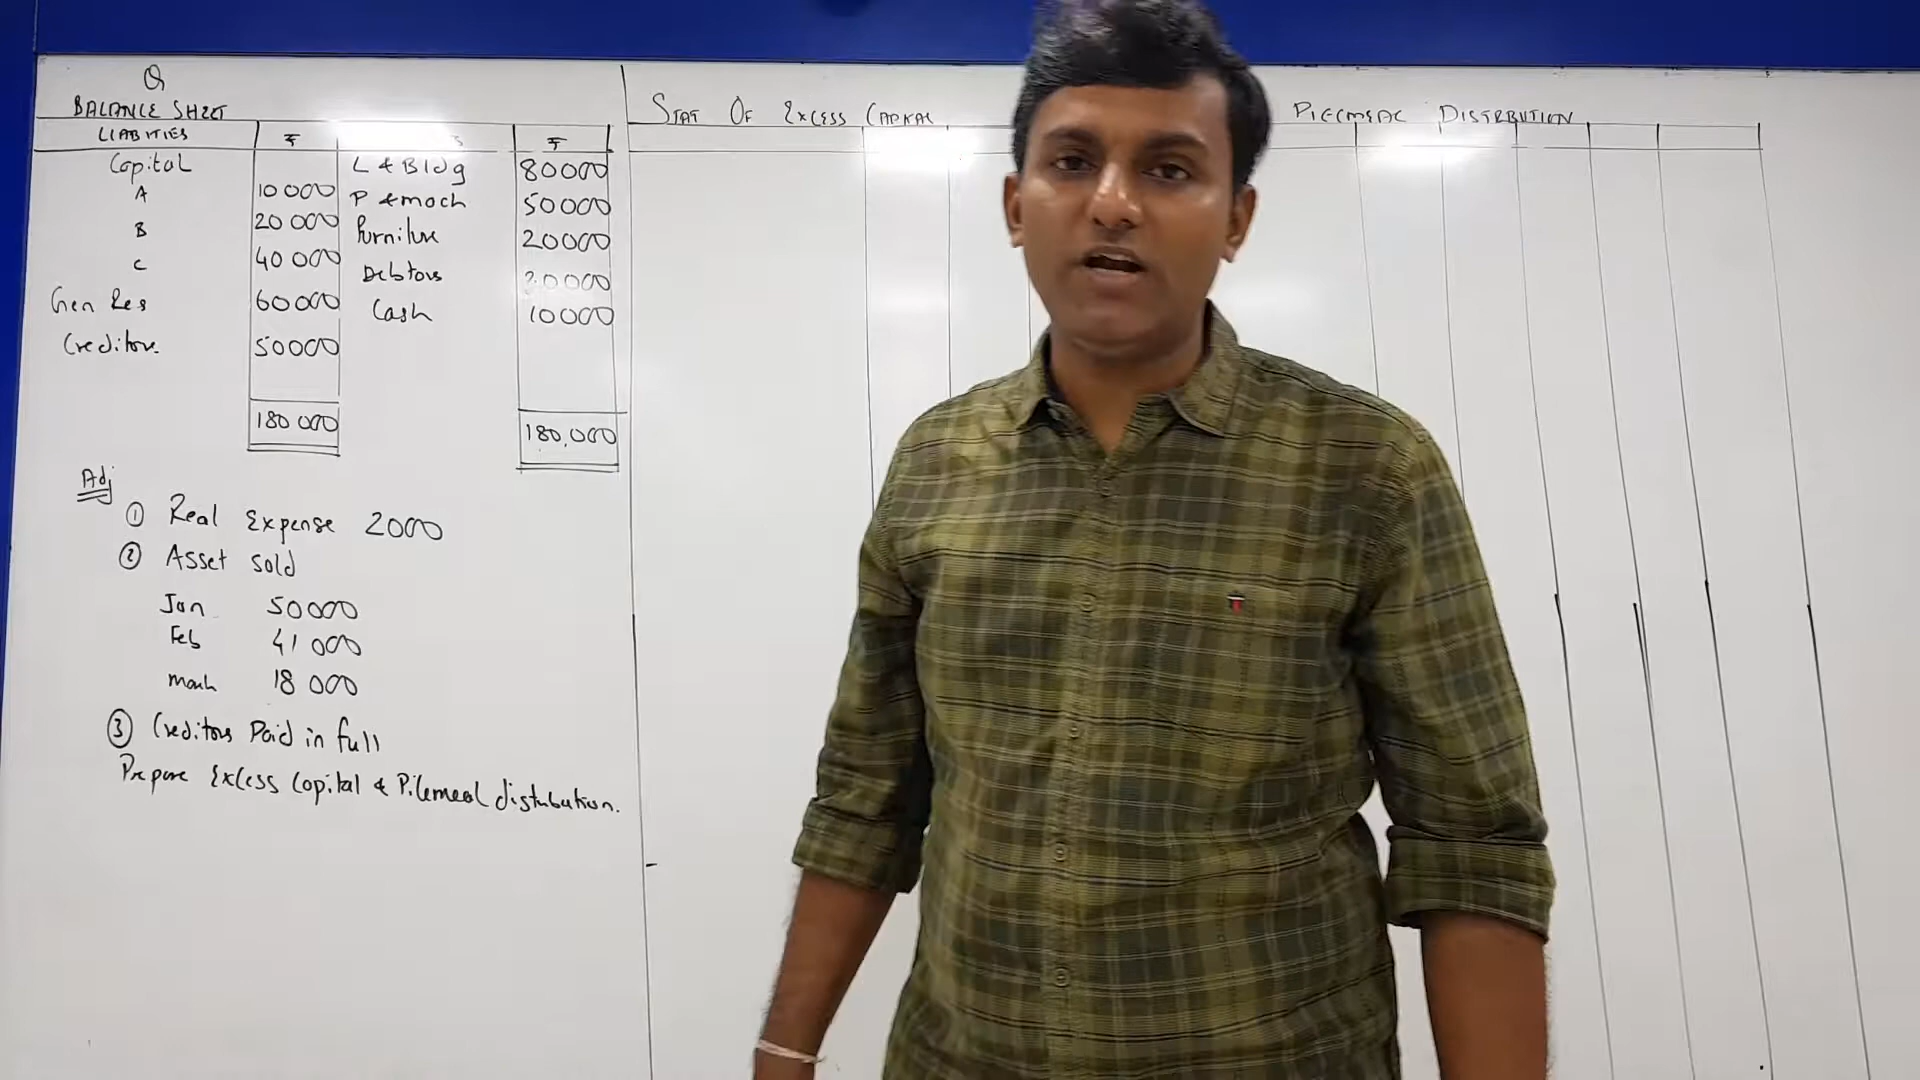 Q
BALANCE SHEET
LIABITIES ₹ ₹
Capital L & Bldg 80000
A 10000 P & mach 50000
B 20000 Furniture 20000
C 40000 Debtors 20000
Gen Res 60000 Cash 10000
Creditors 50000
180000 180,000
Adj
① Real Expense 2000
② Asset sold
Jan 50000
Feb 41000
March 18000
③ Creditors Paid in full
Prepare Excess Capital & Pilemeal distribution.
STAT OF EXCESS CAPITAL
DISTRBUTION